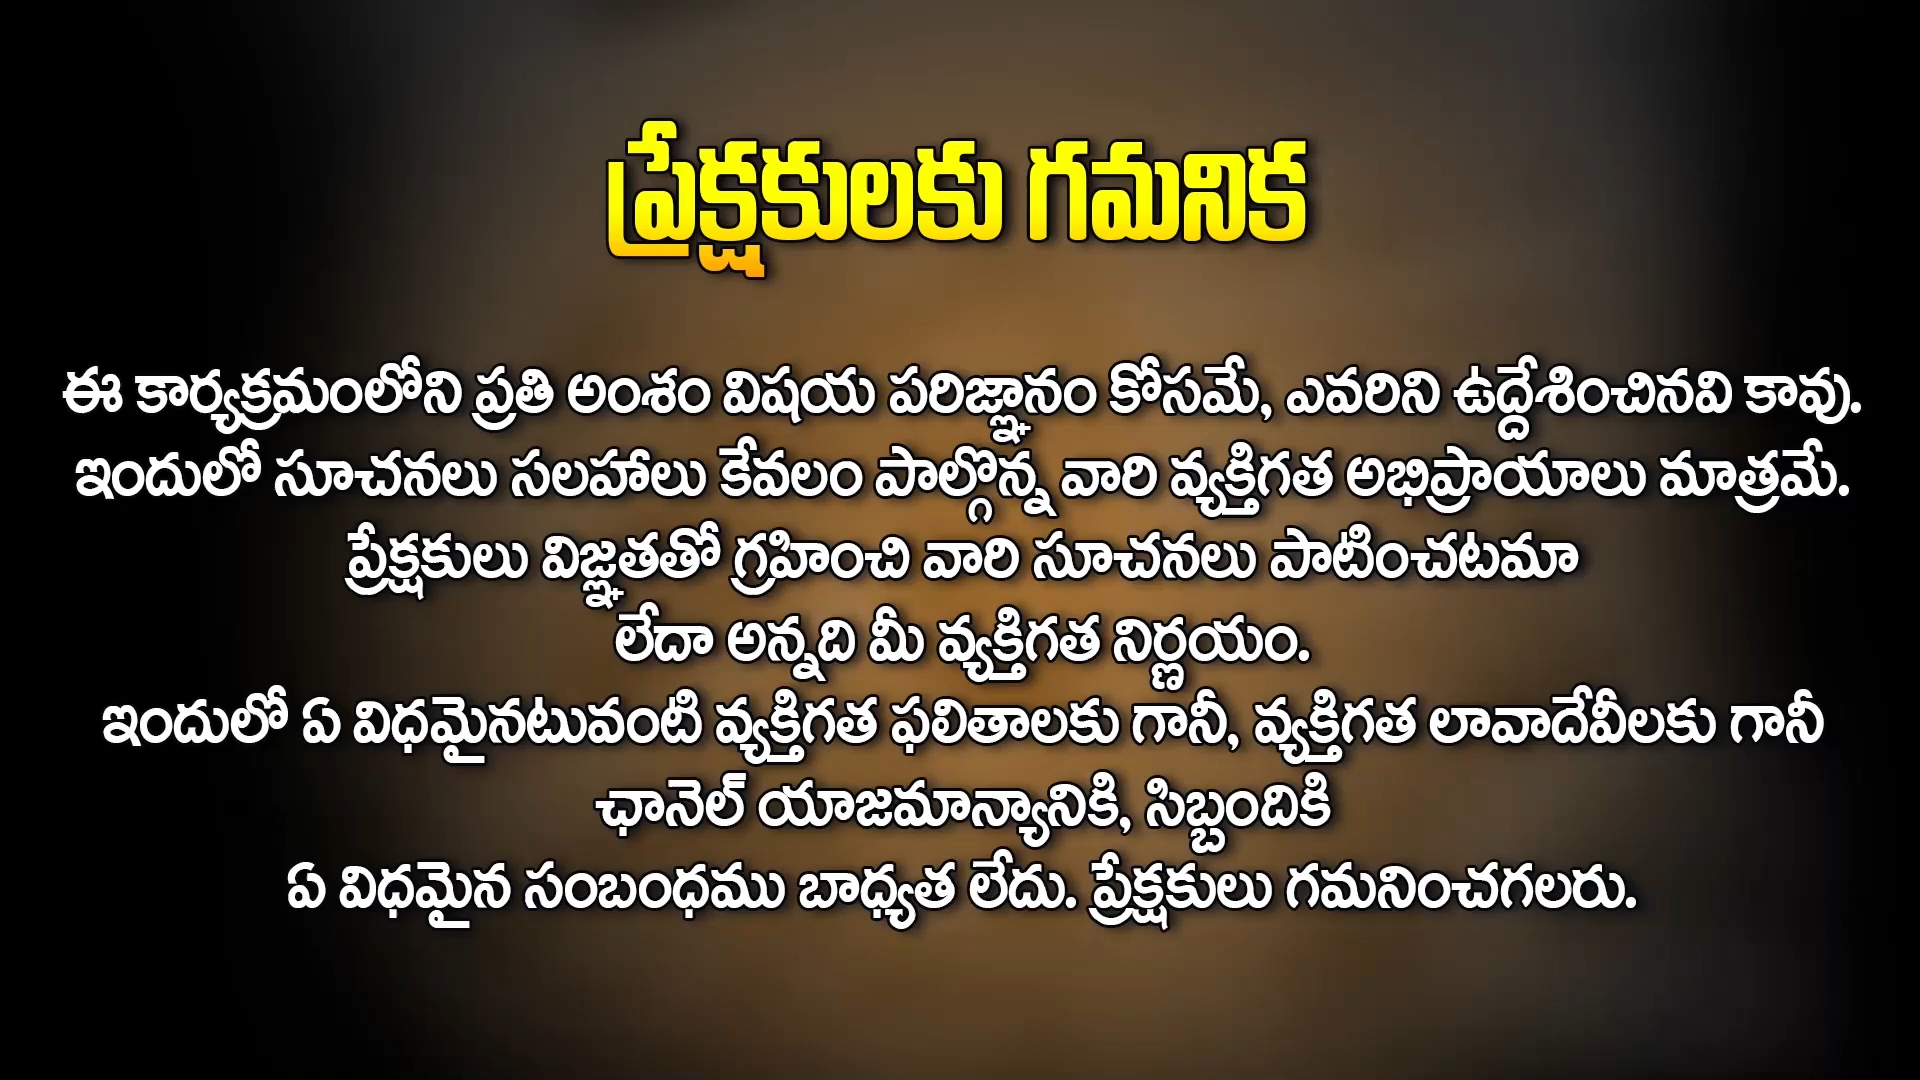 ప్రేక్షకులకు గమనిక
ఈ కార్యక్రమంలోని ప్రతి అంశం విషయ పరిజ్ఞానం కోసమే, ఎవరిని ఉద్దేశించినవి కావు.
ఇందులో సూచనలు సలహాలు కేవలం పాల్గొన్న వారి వ్యక్తిగత అభిప్రాయాలు మాత్రమే.
ప్రేక్షకులు విజ్ఞతతో గ్రహించి వారి సూచనలు పాటించటమా
లేదా అన్నది మీ వ్యక్తిగత నిర్ణయం.
ఇందులో ఏ విధమైనటువంటి వ్యక్తిగత ఫలితాలకు గానీ, వ్యక్తిగత లావాదేవీలకు గానీ
ఛానెల్ యాజమాన్యానికి, సిబ్బందికి
ఏ విధమైన సంబంధము బాధ్యత లేదు. ప్రేక్షకులు గమనించగలరు.